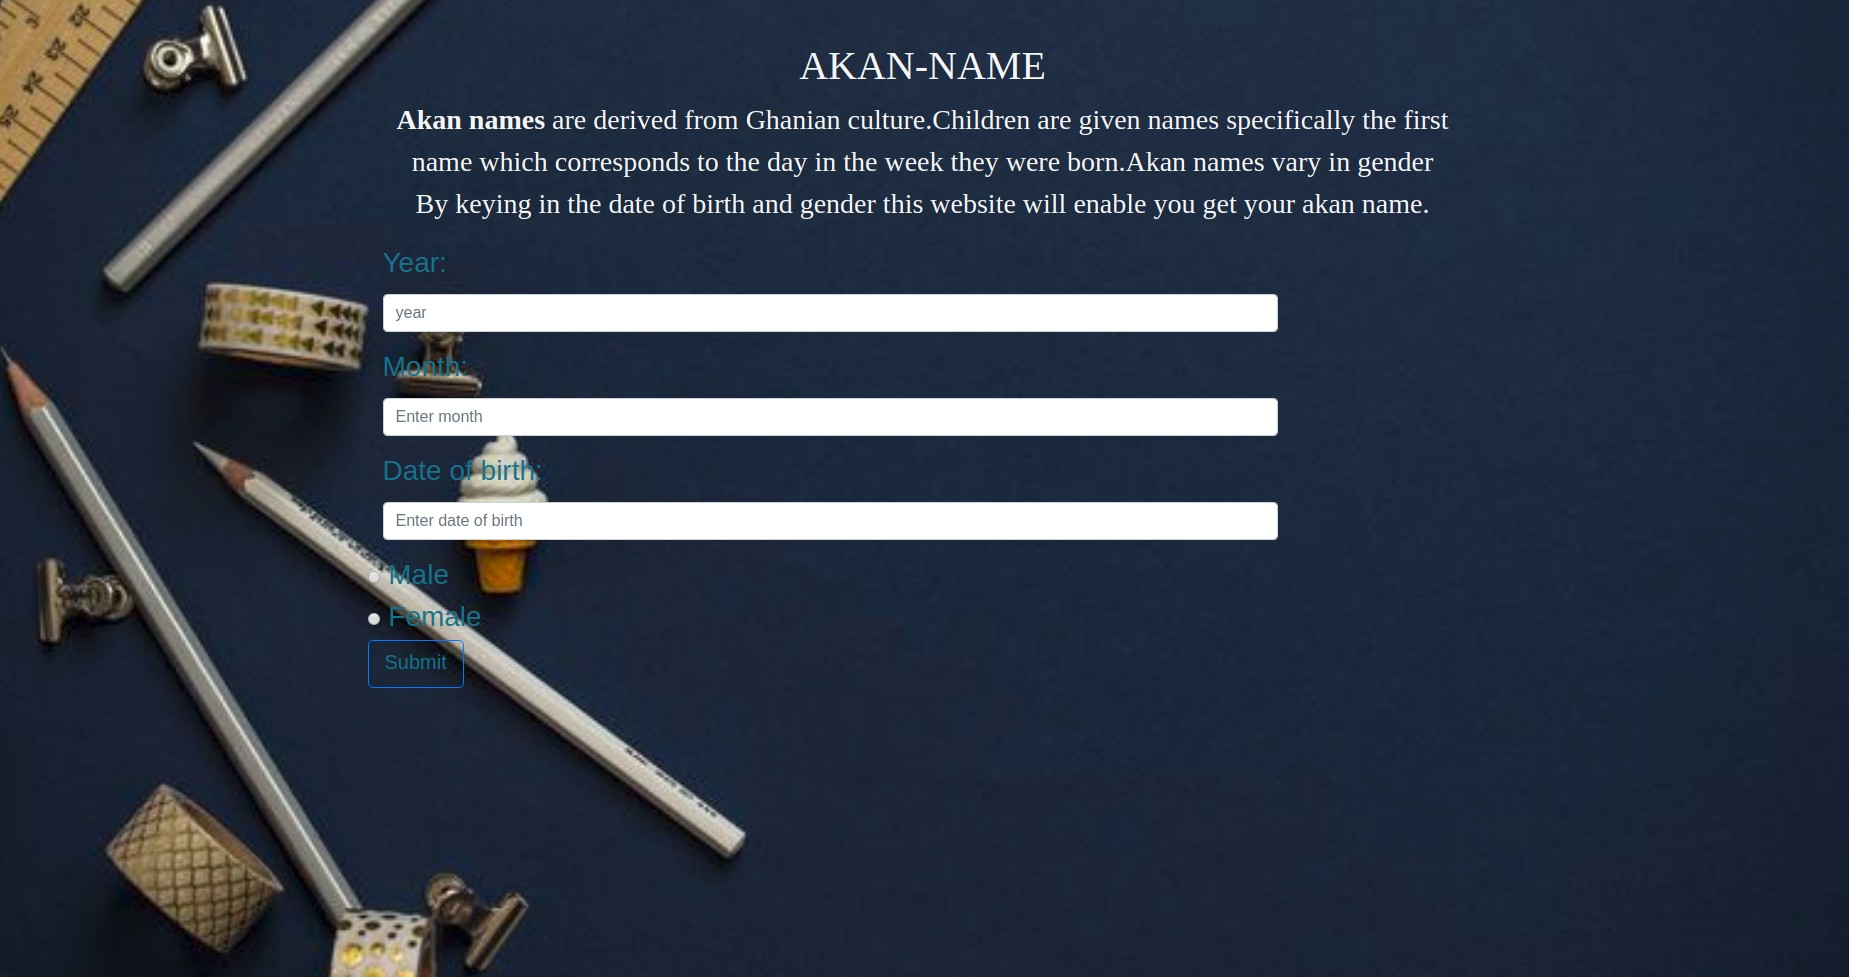 AKAN-NAME
Akan names are derived from Ghanian culture.Children are given names specifically the first
name which corresponds to the day in the week they were born.Akan names vary in gender
By keying in the date of birth and gender this website will enable you get your akan name.
Year:
year
Month:
Enter month
Date of birth:
Enter date of birth
Male
Female
Submit